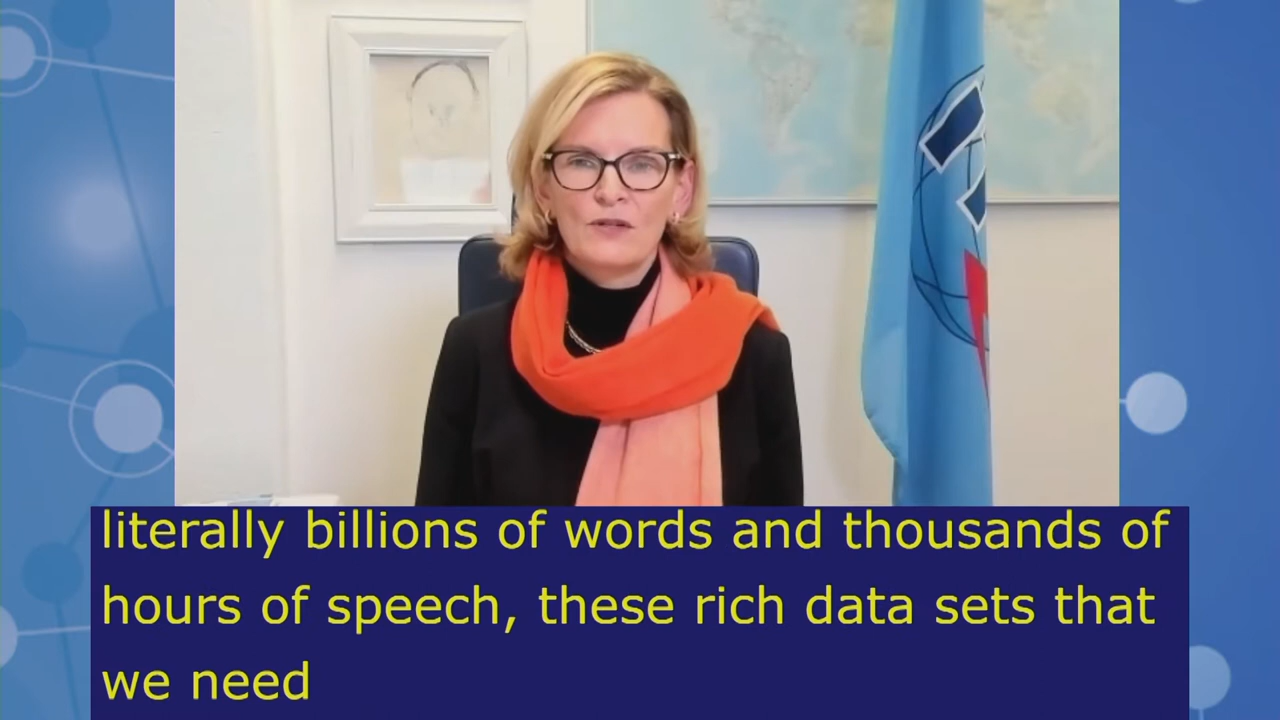 literally billions of words and thousands of
hours of speech, these rich data sets that
we need